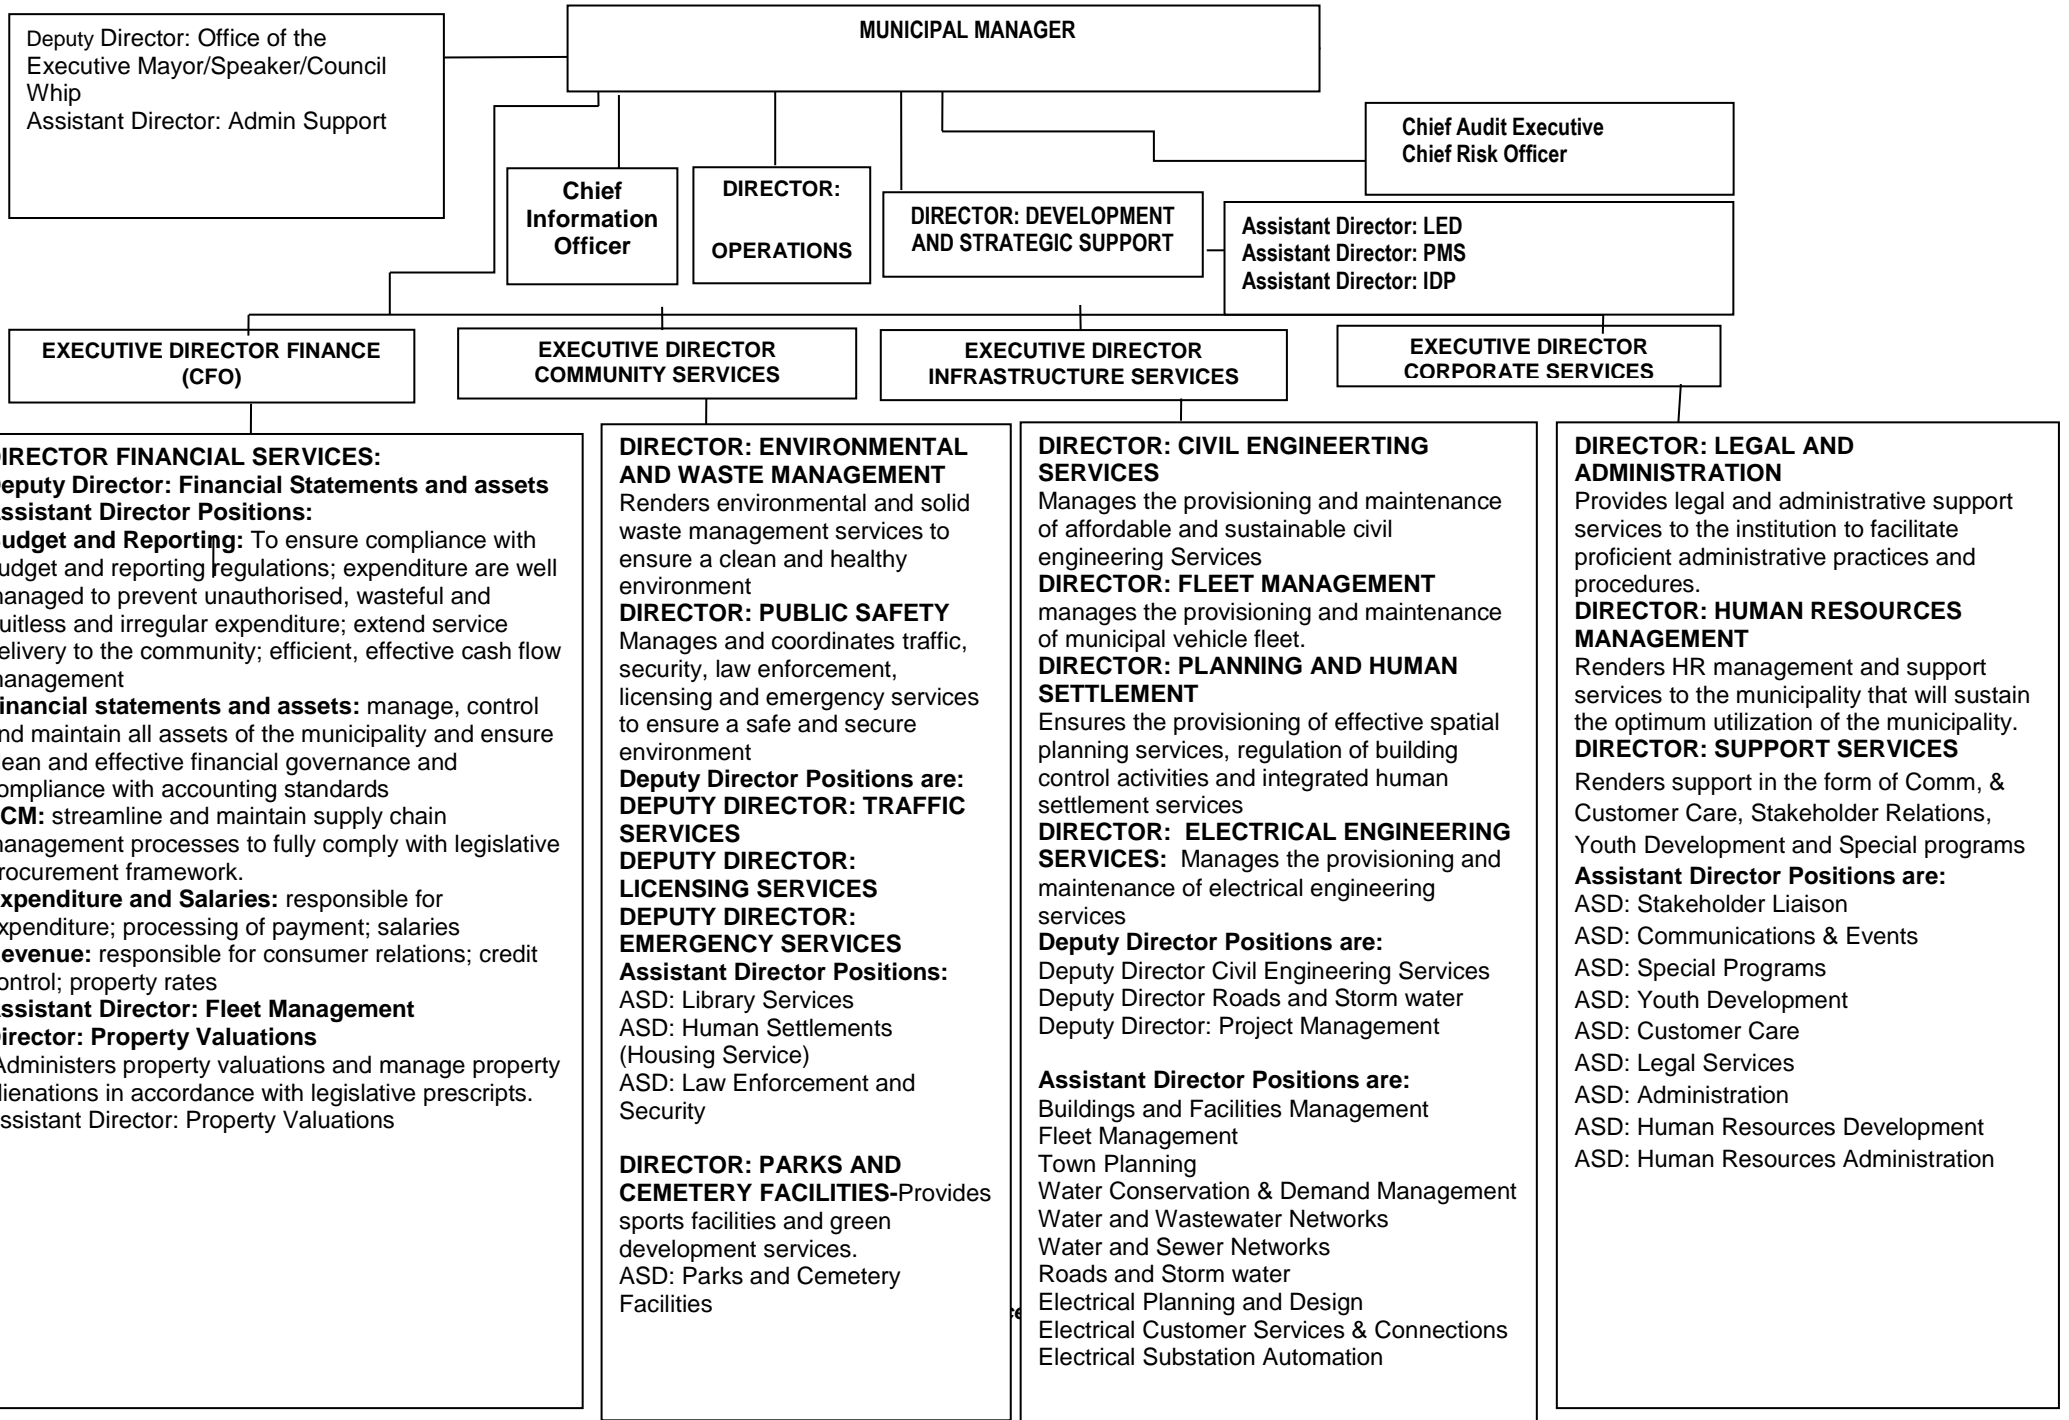 Deputy Director: Office of the
Executive Mayor/Speaker/Council
Whip
Assistant Director: Admin Support
MUNICIPAL MANAGER
Chief Audit Executive
Chief Risk Officer
Chief
Information
Officer
DIRECTOR:
OPERATIONS
DIRECTOR: DEVELOPMENT
AND STRATEGIC SUPPORT
Assistant Director: LED
Assistant Director: PMS
Assistant Director: IDP
EXECUTIVE DIRECTOR FINANCE
(CFO)
EXECUTIVE DIRECTOR
COMMUNITY SERVICES
EXECUTIVE DIRECTOR
INFRASTRUCTURE SERVICES
EXECUTIVE DIRECTOR
CORPORATE SERVICES
IRECTOR FINANCIAL SERVICES:
eputy Director: Financial Statements and assets
ssistant Director Positions:
udget and Reporting: To ensure compliance with
udget and reporting regulations; expenditure are well
anaged to prevent unauthorised, wasteful and
uitless and irregular expenditure; extend service
elivery to the community; efficient, effective cash flow
anagement
inancial statements and assets: manage, control
nd maintain all assets of the municipality and ensure
lean and effective financial governance and
ompliance with accounting standards
CM: streamline and maintain supply chain
anagement processes to fully comply with legislative
rocurement framework.
xpenditure and Salaries: responsible for
xpenditure; processing of payment; salaries
evenue: responsible for consumer relations; credit
ontrol; property rates
ssistant Director: Fleet Management
irector: Property Valuations
Administers property valuations and manage property
lienations in accordance with legislative prescripts.
ssistant Director: Property Valuations
DIRECTOR: ENVIRONMENTAL
AND WASTE MANAGEMENT
Renders environmental and solid
waste management services to
ensure a clean and healthy
environment
DIRECTOR: PUBLIC SAFETY
Manages and coordinates traffic,
security, law enforcement,
licensing and emergency services
to ensure a safe and secure
environment
Deputy Director Positions are:
DEPUTY DIRECTOR: TRAFFIC
SERVICES
DEPUTY DIRECTOR:
LICENSING SERVICES
DEPUTY DIRECTOR:
EMERGENCY SERVICES
Assistant Director Positions:
ASD: Library Services
ASD: Human Settlements
(Housing Service)
ASD: Law Enforcement and
Security
DIRECTOR: PARKS AND
CEMETERY FACILITIES-Provides
sports facilities and green
development services.
ASD: Parks and Cemetery
Facilities
DIRECTOR: CIVIL ENGINEERTING
SERVICES
Manages the provisioning and maintenance
of affordable and sustainable civil
engineering Services
DIRECTOR: FLEET MANAGEMENT
manages the provisioning and maintenance
of municipal vehicle fleet.
DIRECTOR: PLANNING AND HUMAN
SETTLEMENT
Ensures the provisioning of effective spatial
planning services, regulation of building
control activities and integrated human
settlement services
DIRECTOR: ELECTRICAL ENGINEERING
SERVICES: Manages the provisioning and
maintenance of electrical engineering
services
Deputy Director Positions are:
Deputy Director Civil Engineering Services
Deputy Director Roads and Storm water
Deputy Director: Project Management
Assistant Director Positions are:
Buildings and Facilities Management
Fleet Management
Town Planning
Water Conservation & Demand Management
Water and Wastewater Networks
Water and Sewer Networks
Roads and Storm water
Electrical Planning and Design
Electrical Customer Services & Connections
Electrical Substation Automation
DIRECTOR: LEGAL AND
ADMINISTRATION
Provides legal and administrative support
services to the institution to facilitate
proficient administrative practices and
procedures.
DIRECTOR: HUMAN RESOURCES
MANAGEMENT
Renders HR management and support
services to the municipality that will sustain
the optimum utilization of the municipality.
DIRECTOR: SUPPORT SERVICES
Renders support in the form of Comm, &
Customer Care, Stakeholder Relations,
Youth Development and Special programs
Assistant Director Positions are:
ASD: Stakeholder Liaison
ASD: Communications & Events
ASD: Special Programs
ASD: Youth Development
ASD: Customer Care
ASD: Legal Services
ASD: Administration
ASD: Human Resources Development
ASD: Human Resources Administration